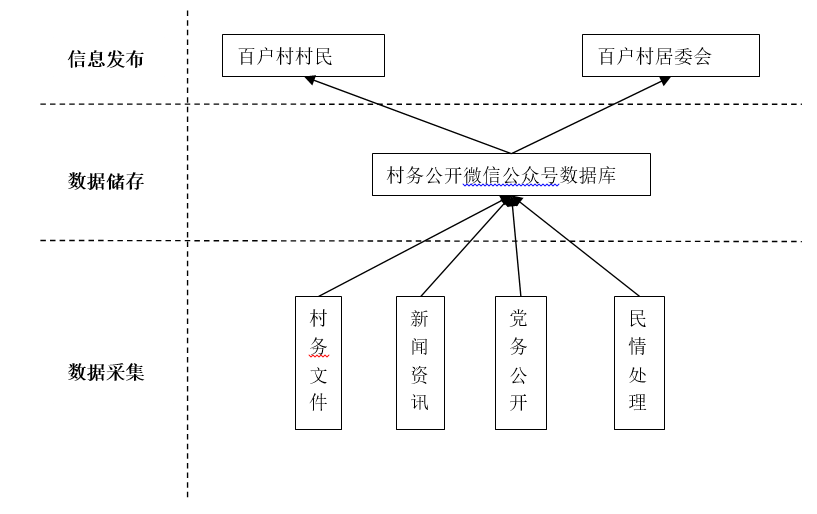 信息发布
百户村村民
百户村居委会
数据储存
村务公开微信公众号数据库
数据采集
村务文件
新闻资讯
党务公开
民情处理